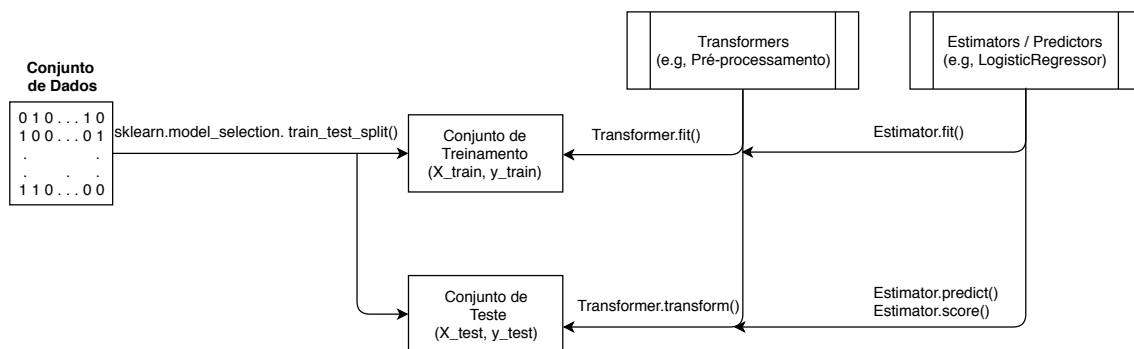 Conjunto
de Dados
0 1 0 . . . 1 0
1 0 0 . . . 0 1
. .
. . .
1 1 0 . . . 0 0
sklearn.model_selection. train_test_split()
Conjunto de
Treinamento
(X_train, y_train)
Conjunto de
Teste
(X_test, y_test)
Transformers
(e.g, Pré-processamento)
Transformer.fit()
Transformer.transform()
Estimators / Predictors
(e.g, LogisticRegressor)
Estimator.fit()
Estimator.predict()
Estimator.score()